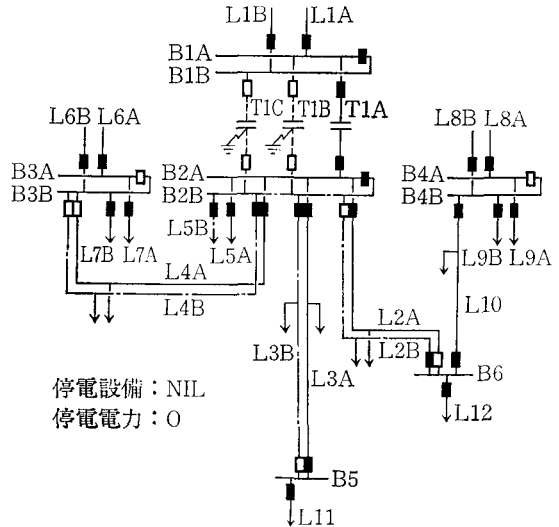 L1B L1A
B1A
B1B
T1C T1B T1A
L6B L6A
L8B L8A
B3A
B3B
B2A
B2B
B4A
B4B
L7B L7A
L5B
L5A
L9B L9A
L4A
L4B
L10
L2A
L2B
L3B
L3A
B6
停電設備：NIL
停電電力：O
L12
B5
L11